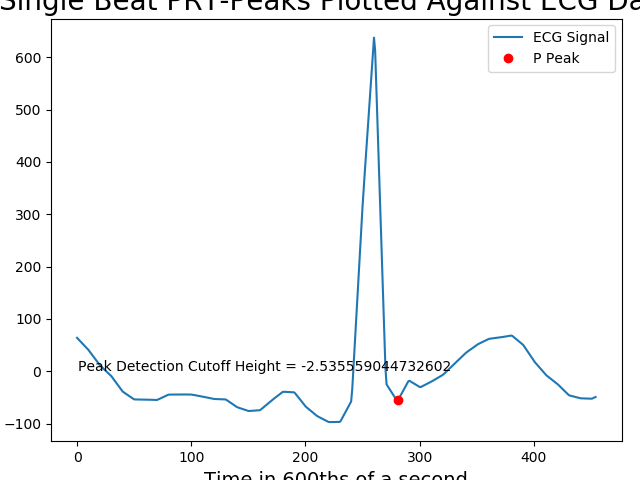 Single Beat PRT-Peaks Plotted Against ECG Da
ECG Signal
P Peak
600
500
400
300
200
100
0
−100
Peak Detection Cutoff Height = -2.535559044732602
0 100 200 300 400
Time in 600ths of a second